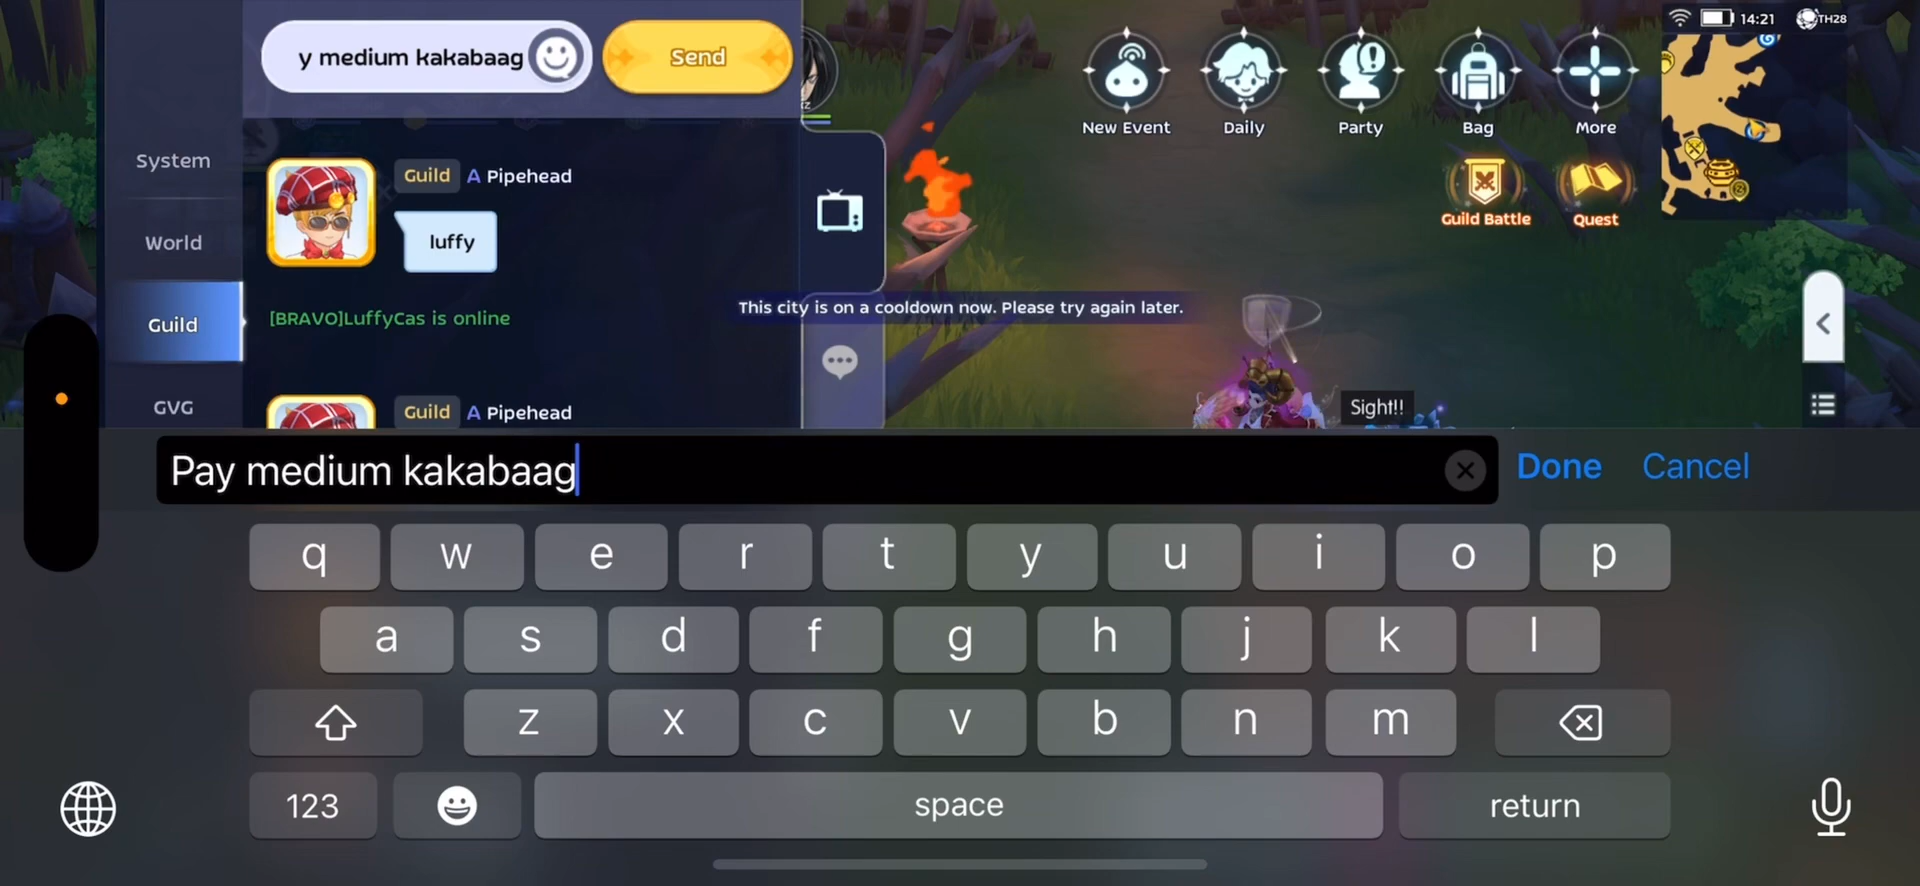 y medium kakabaag
Send
System
World
Guild
GVG
Guild A Pipehead
luffy
[BRAVO]LuffyCas is online
Guild A Pipehead
New Event
Daily
Party
Bag
More
14:21
TH28
Guild Battle
Quest
This city is on a cooldown now. Please try again later.
Sight!!
Pay medium kakabaag
Done
Cancel
q w e r t y u i o p
a s d f g h j k l
z x c v b n m
123
space
return